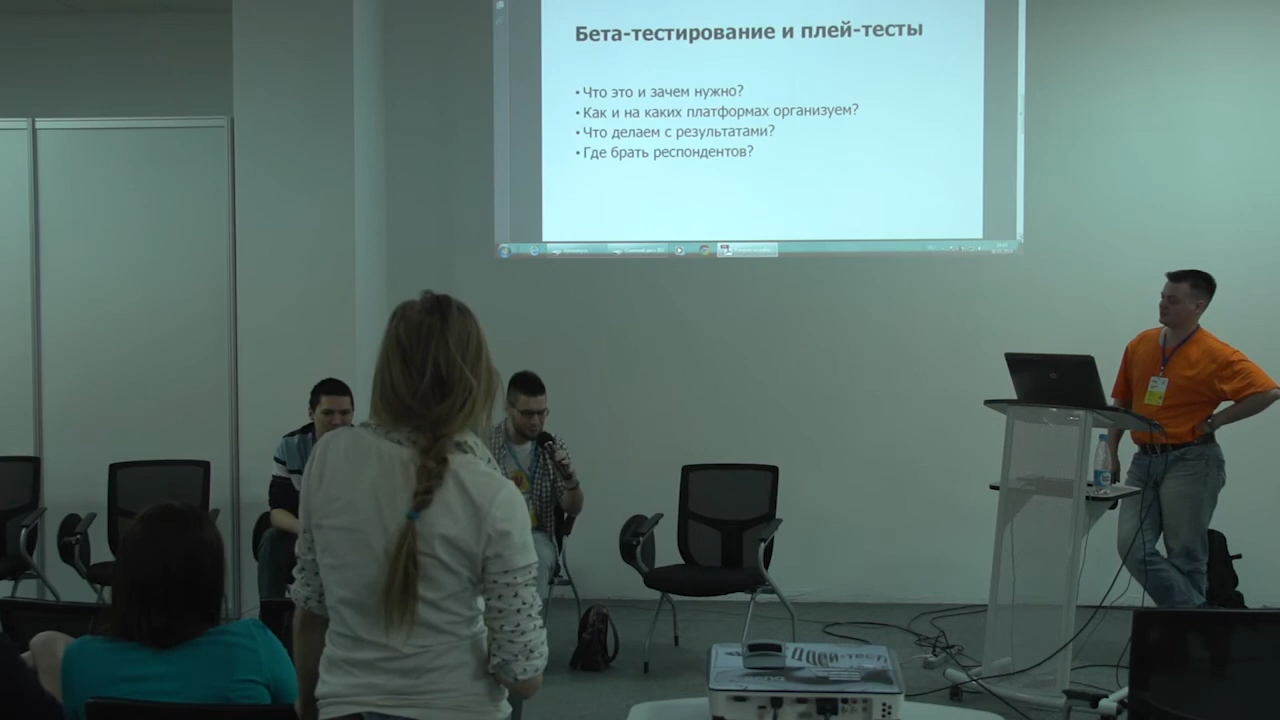 Бета-тестирование и плей-тесты
• Что это и зачем нужно?
• Как и на каких платформах организуем?
• Что делаем с результатами?
• Где брать респондентов?